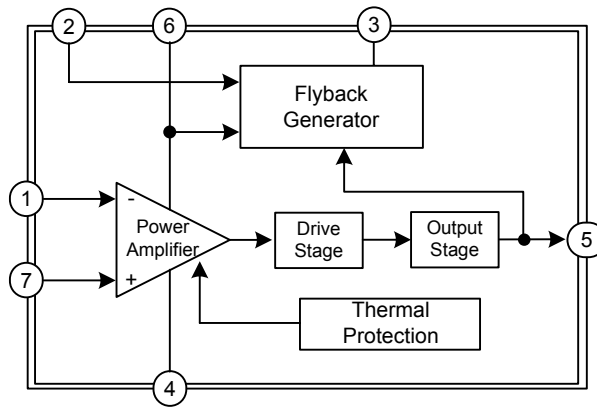 2
6
3
Flyback
Generator
1
-
Power
Amplifier
Drive
Stage
Output
Stage
5
7
+
Thermal
Protection
4